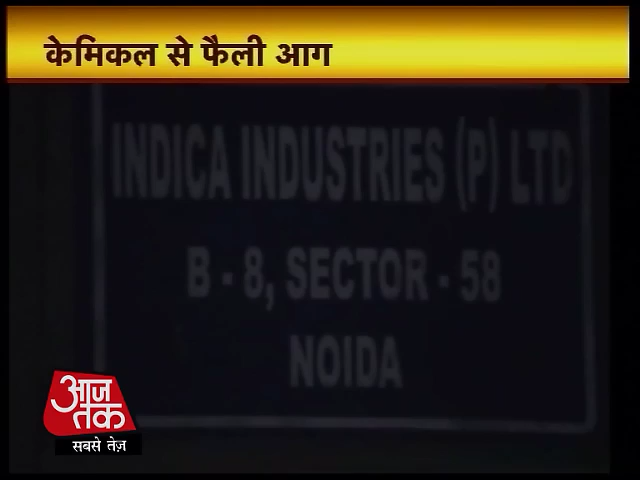 केमिकल से फैली आग
INDICA INDUSTRIES (P) LTD
B - 8, SECTOR - 58
NOIDA
आज
तक
सबसे तेज़